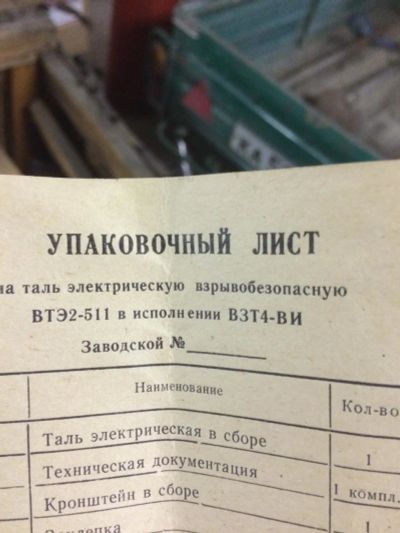 УПАКОВОЧНЫЙ ЛИСТ
на таль электрическую взрывобезопасную
ВТЭ2-511 в исполнении ВЗТ4-ВИ
Заводской №
Наименование
Кол-во
Таль электрическая в сборе
1
Техническая документация
1 компл.
Кронштейн в сборе
1